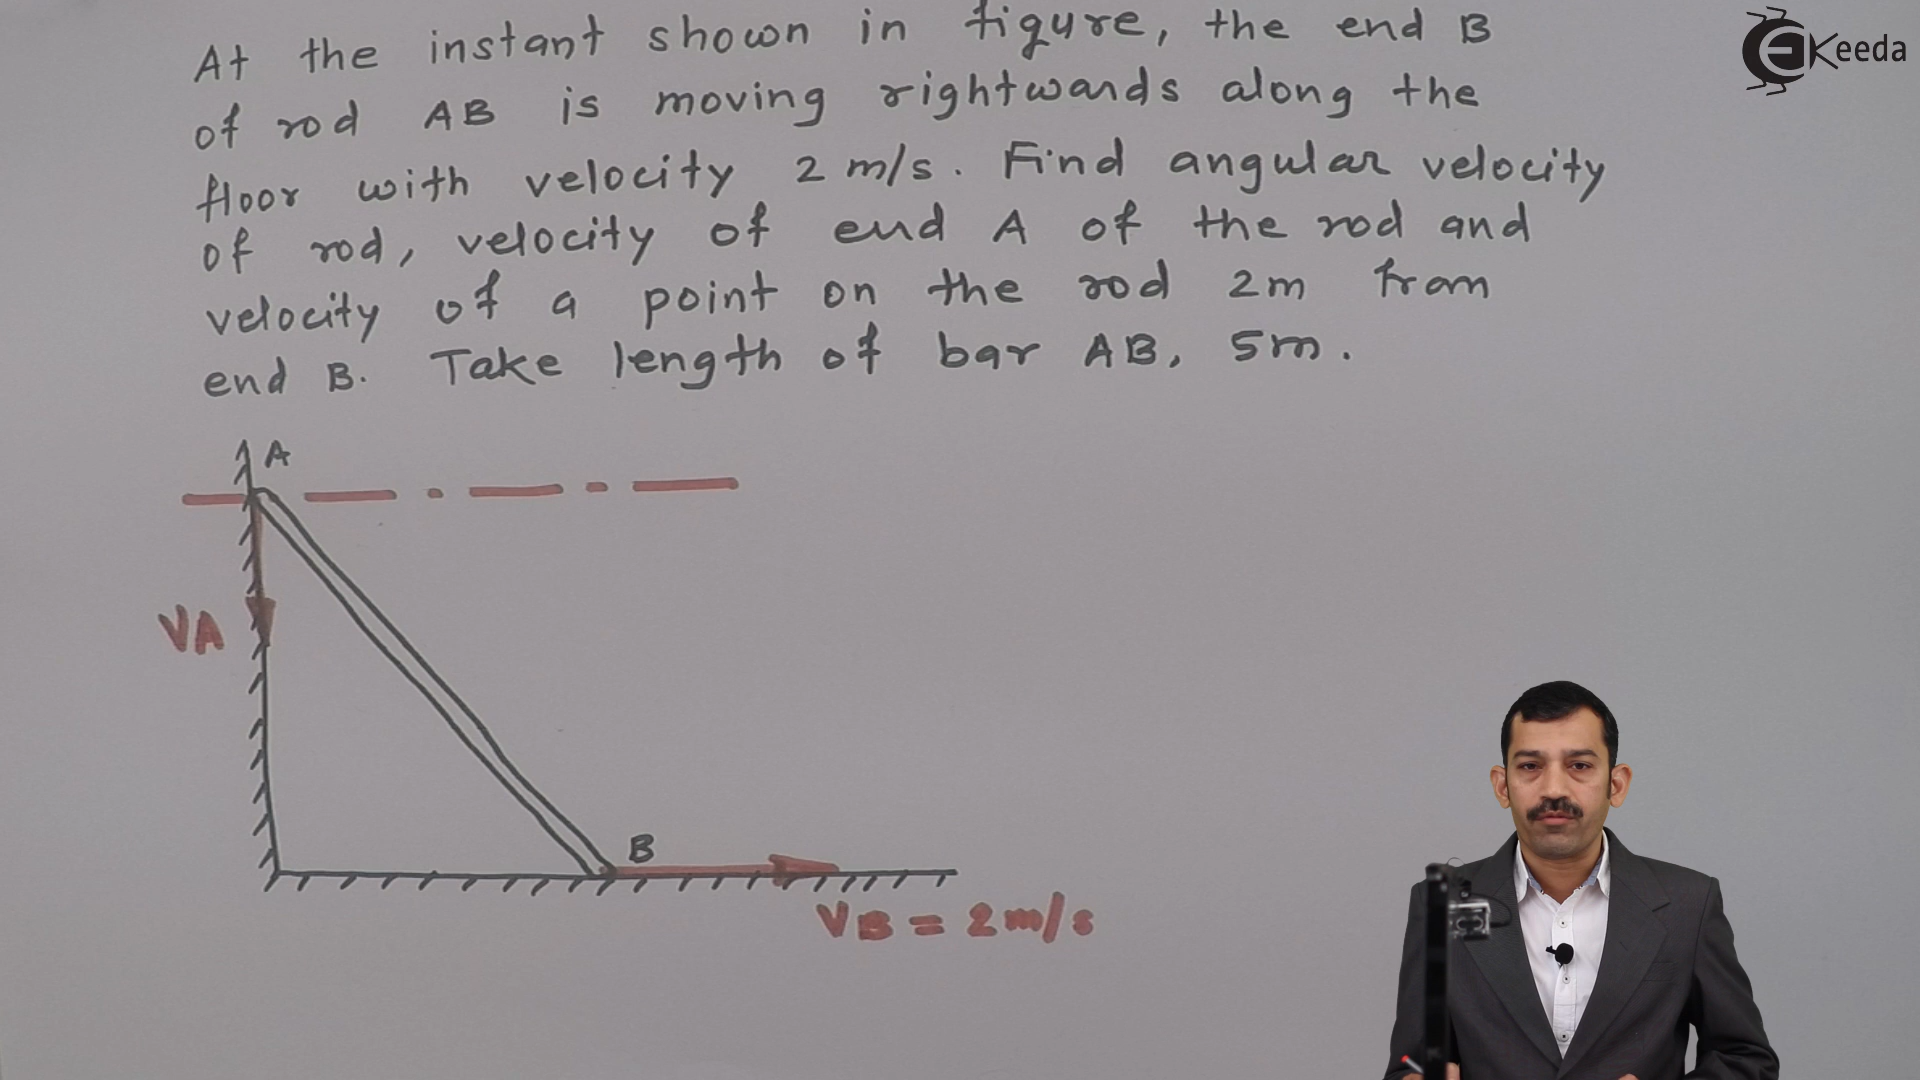 At the instant shown in figure, the end B
of rod AB is moving rightwards along the
floor with velocity 2 m/s. Find angular velocity
of rod, velocity of end A of the rod and
velocity of a point on the rod 2m from
end B. Take length of bar AB, 5m.
EKeeda
A
VA
B
VB = 2m/s